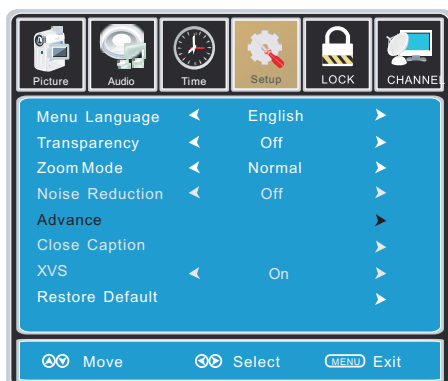 Picture Audio Time Setup LOCK CHANNEL
Menu Language English
Transparency Off
Zoom Mode Normal
Noise Reduction Off
Advance
Close Caption
XVS On
Restore Default
Move Select MENU Exit